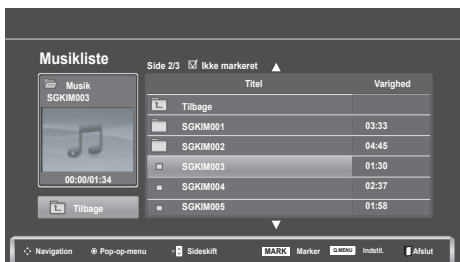 Musikliste
Side 2/3 Ikke markeret
Musik
SGKIM003
00:00/01:34
Tilbage
Titel Varighed
Tilbage
SGKIM001 03:33
SGKIM002 04:45
SGKIM003 01:30
SGKIM004 02:37
SGKIM005 01:58
Navigation Pop-op-menu P Sideskift MARK Marker Q.MENU Indstil. Afslut